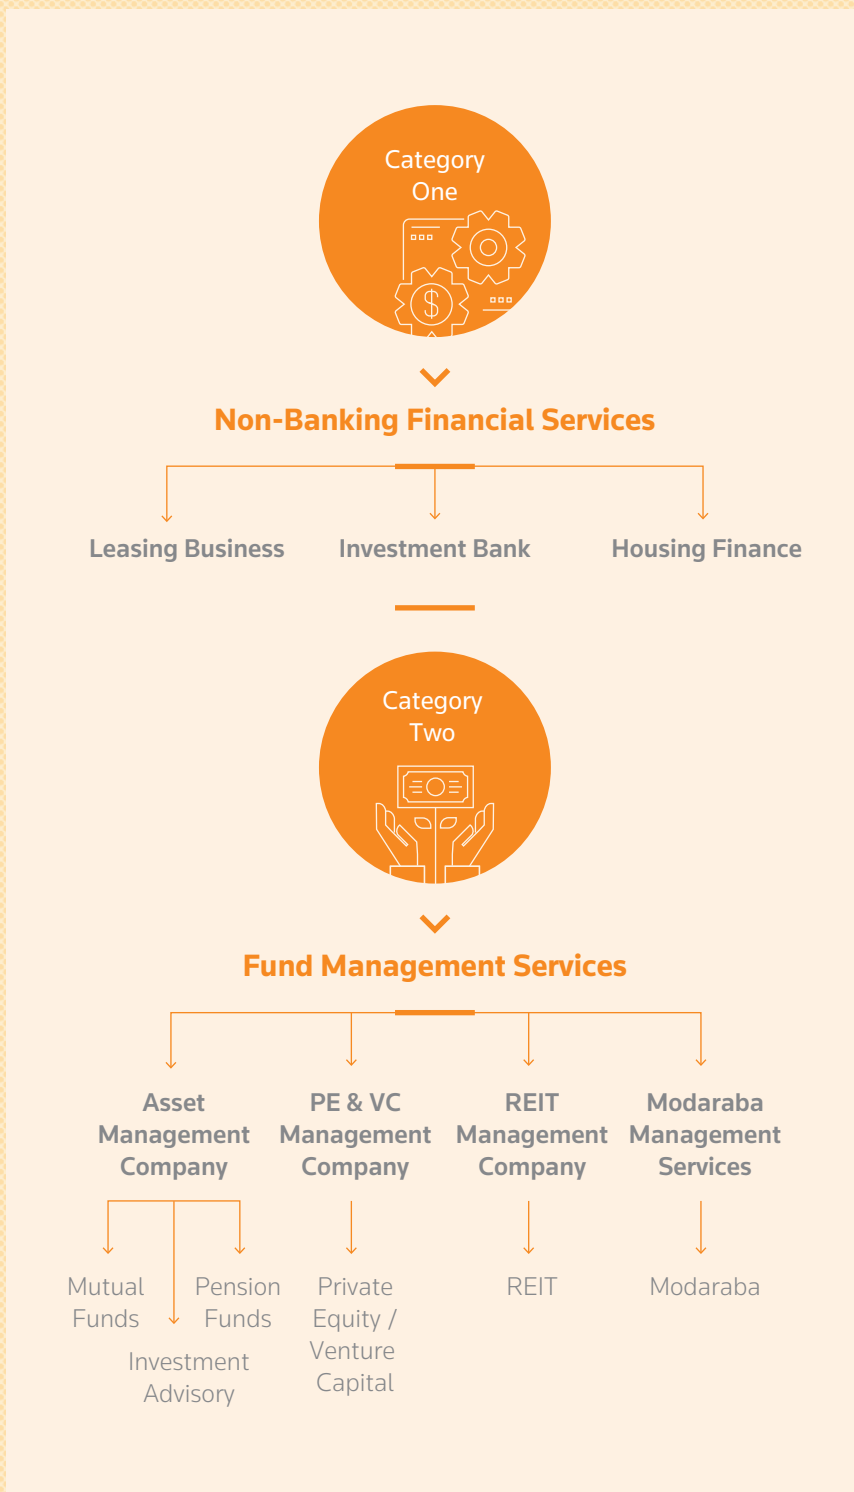 Category
One
$
Non-Banking Financial Services
Leasing Business
Investment Bank
Housing Finance
Category
Two
Fund Management Services
Asset
Management
Company
PE & VC
Management
Company
REIT
Management
Company
Modaraba
Management
Services
Mutual
Funds
Investment
Advisory
Pension
Funds
Private
Equity /
Venture
Capital
REIT
Modaraba